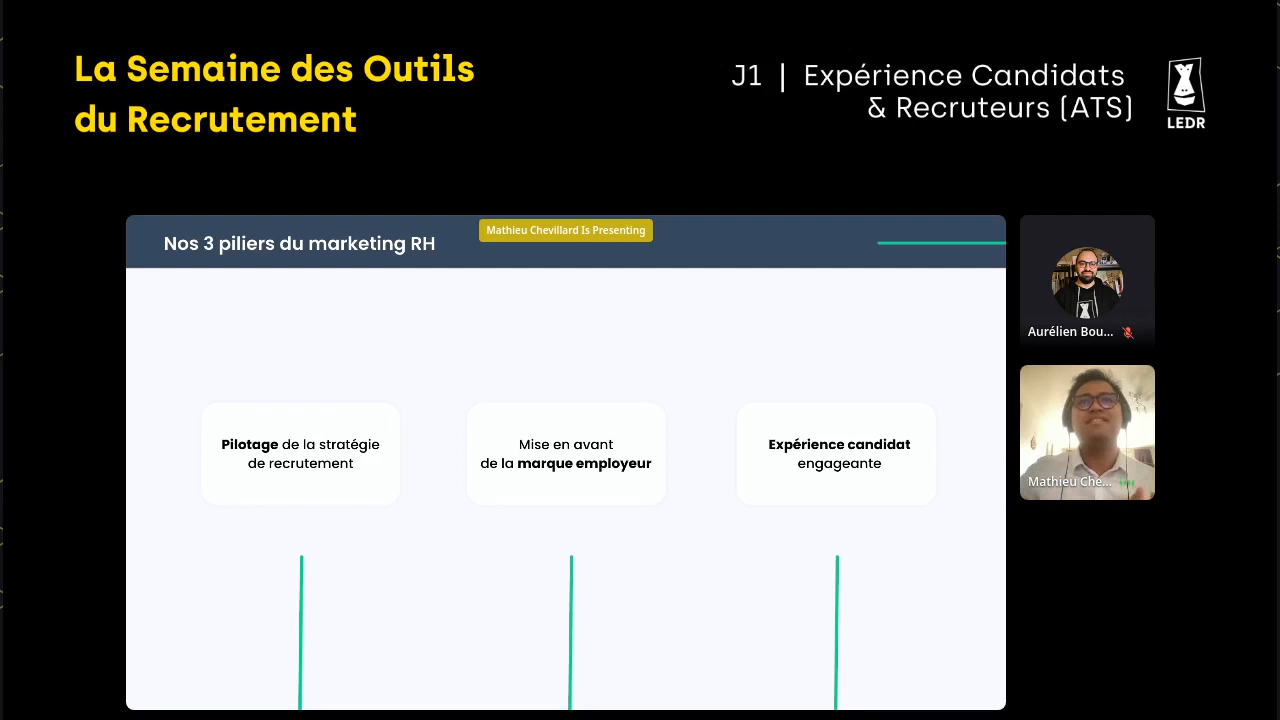 La Semaine des Outils
du Recrutement
J1 | Expérience Candidats
& Recruteurs (ATS)
LEDR
Nos 3 piliers du marketing RH
Mathieu Chevillard Is Presenting
Pilotage de la stratégie
de recrutement
Mise en avant
de la marque employeur
Expérience candidat
engageante
Aurélien Bou...
Mathieu Che...